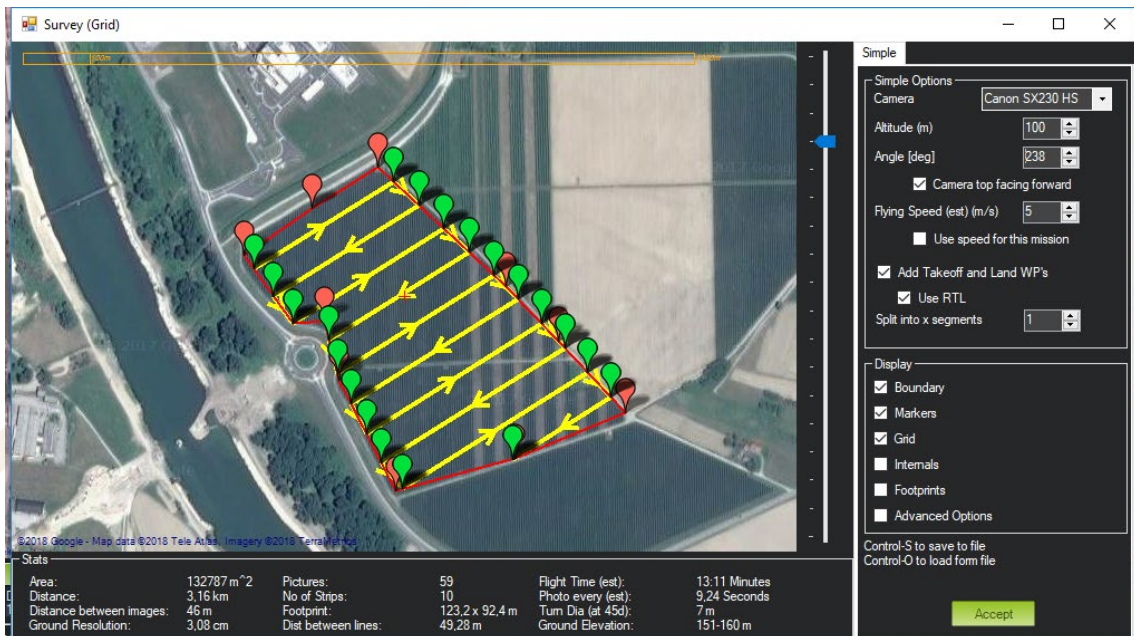 Survey (Grid)
500m
Simple
Simple Options
Camera Canon SX230 HS
Altitude (m) 100
Angle [deg] 238
Camera top facing forward
Flying Speed (est) (m/s) 5
Use speed for this mission
Add Takeoff and Land WP's
Use RTL
Split into x segments 1
Display
Boundary
Markers
Grid
Internals
Footprints
Advanced Options
Control-S to save to file
Control-O to load form file
Accept
©2018 Google - Map data ©2018 Tele Atlas, Imagery ©2018 TerraMetrics
Stats
Area: 132787 m^2 Pictures: 59 Flight Time (est): 13:11 Minutes
Distance: 3,16 km No of Strips: 10 Photo every (est): 9,24 Seconds
Distance between images: 46 m Footprint: 123,2 x 92,4 m Turn Dia (at 45d): 7 m
Ground Resolution: 3,08 cm Dist between lines: 49,28 m Ground Elevation: 151-160 m